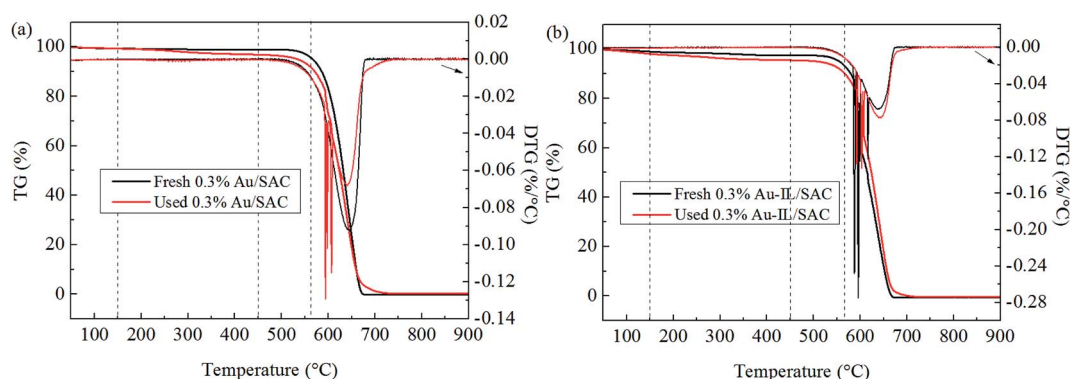 (a)
100
80
60
40
20
0
TG (%)
0.02
0.00
-0.02
-0.04
-0.06
-0.08
-0.10
-0.12
-0.14
DTG (%/°C)
Fresh 0.3% Au/SAC
Used 0.3% Au/SAC
100 200 300 400 500 600 700 800 900
Temperature (°C)
(b)
100
80
60
40
20
0
TG (%)
0.00
-0.04
-0.08
-0.12
-0.16
-0.20
-0.24
-0.28
DTG (%/°C)
Fresh 0.3% Au-IL/SAC
Used 0.3% Au-IL/SAC
100 200 300 400 500 600 700 800 900
Temperature (°C)